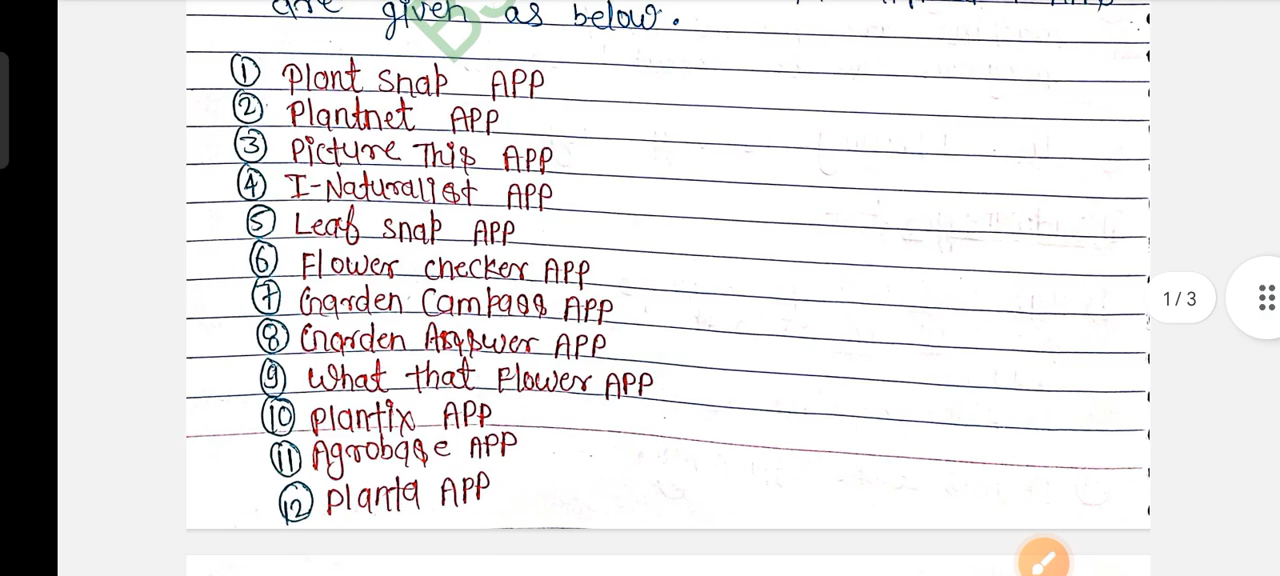 are given as below.
① Plant Snap APP
② Plantnet APP
③ Picture This APP
④ I-Naturalist APP
⑤ Leaf Snap APP
⑥ Flower checker APP
⑦ Garden Campass APP
⑧ Garden Answer APP
⑨ What that Flower APP
⑩ Plantix APP
⑪ Agrobase APP
⑫ Planta APP
1 / 3